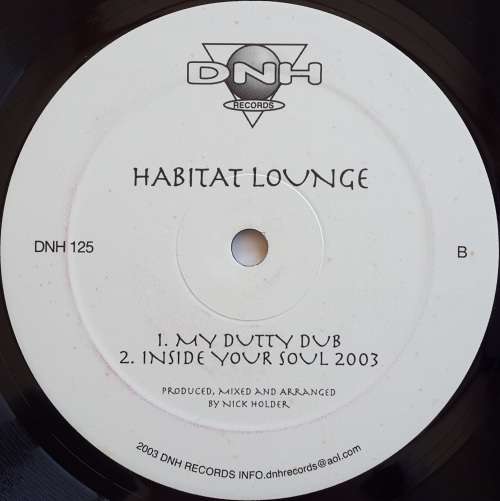 DNH
RECORDS
HABITAT LOUNGE
DNH 125
B
1. MY DUTTY DUB
2. INSIDE YOUR SOUL 2003
PRODUCED, MIXED AND ARRANGED
BY NICK HOLDER
2003 DNH RECORDS INFO.dnhrecords@aol.com